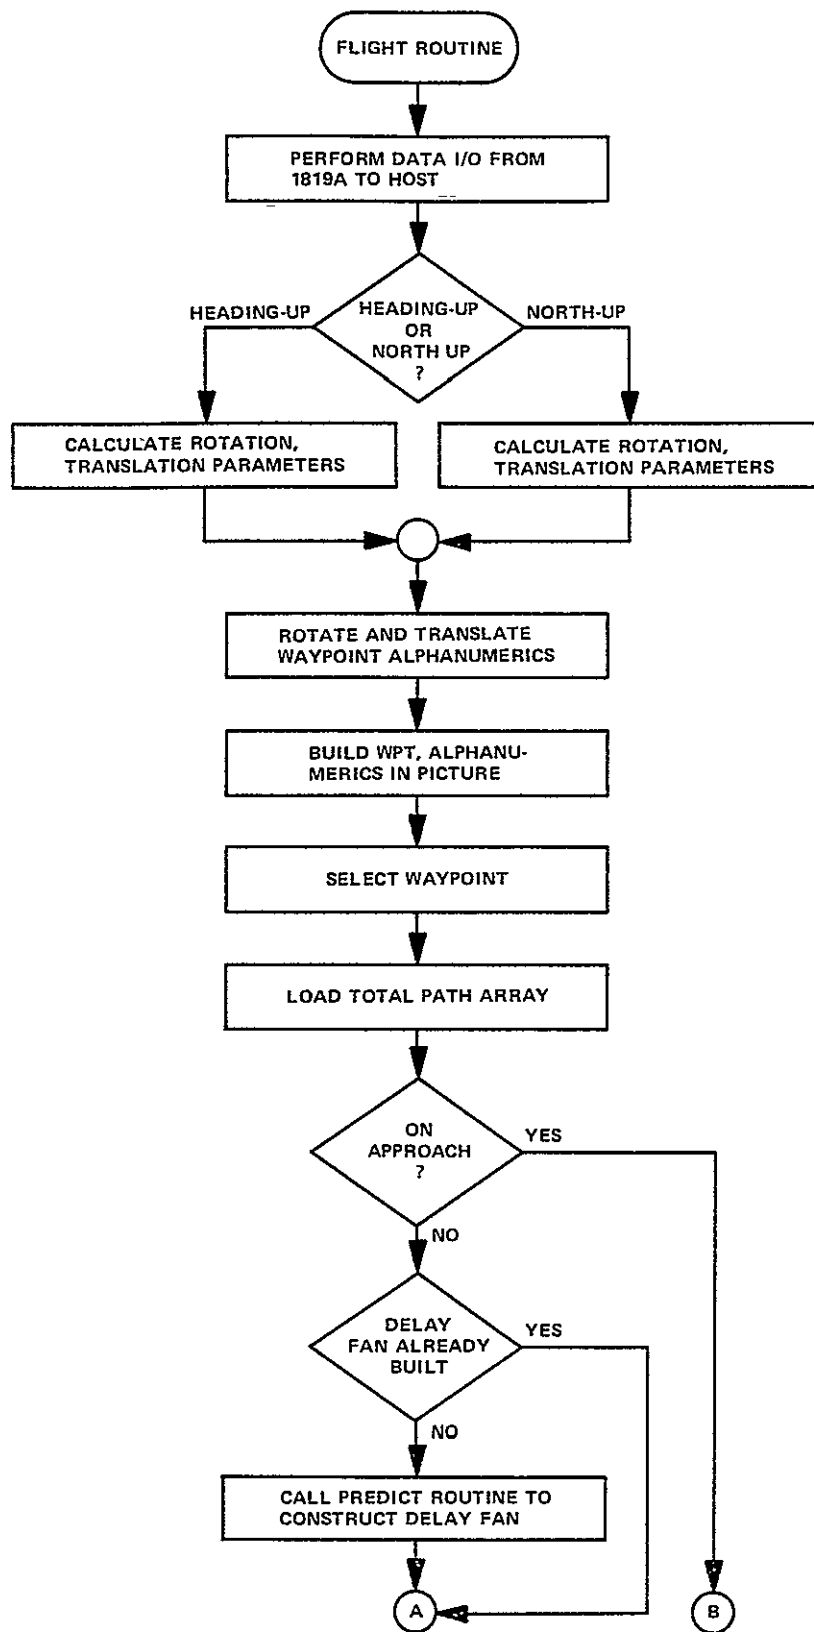 FLIGHT ROUTINE
PERFORM DATA I/O FROM
1819A TO HOST
HEADING-UP
HEADING-UP
OR
NORTH UP
?
NORTH-UP
CALCULATE ROTATION,
TRANSLATION PARAMETERS
CALCULATE ROTATION,
TRANSLATION PARAMETERS
ROTATE AND TRANSLATE
WAYPOINT ALPHANUMERICS
BUILD WPT, ALPHANU-
MERICS IN PICTURE
SELECT WAYPOINT
LOAD TOTAL PATH ARRAY
ON
APPROACH
?
YES
NO
DELAY
FAN ALREADY
BUILT
YES
NO
CALL PREDICT ROUTINE TO
CONSTRUCT DELAY FAN
A
B